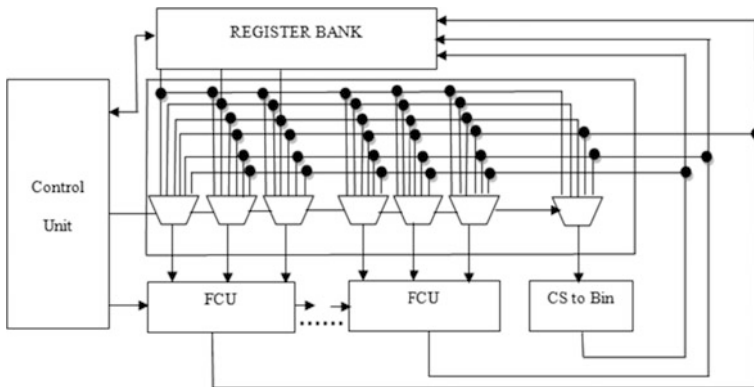 REGISTER BANK
Control
Unit
FCU
FCU
CS to Bin